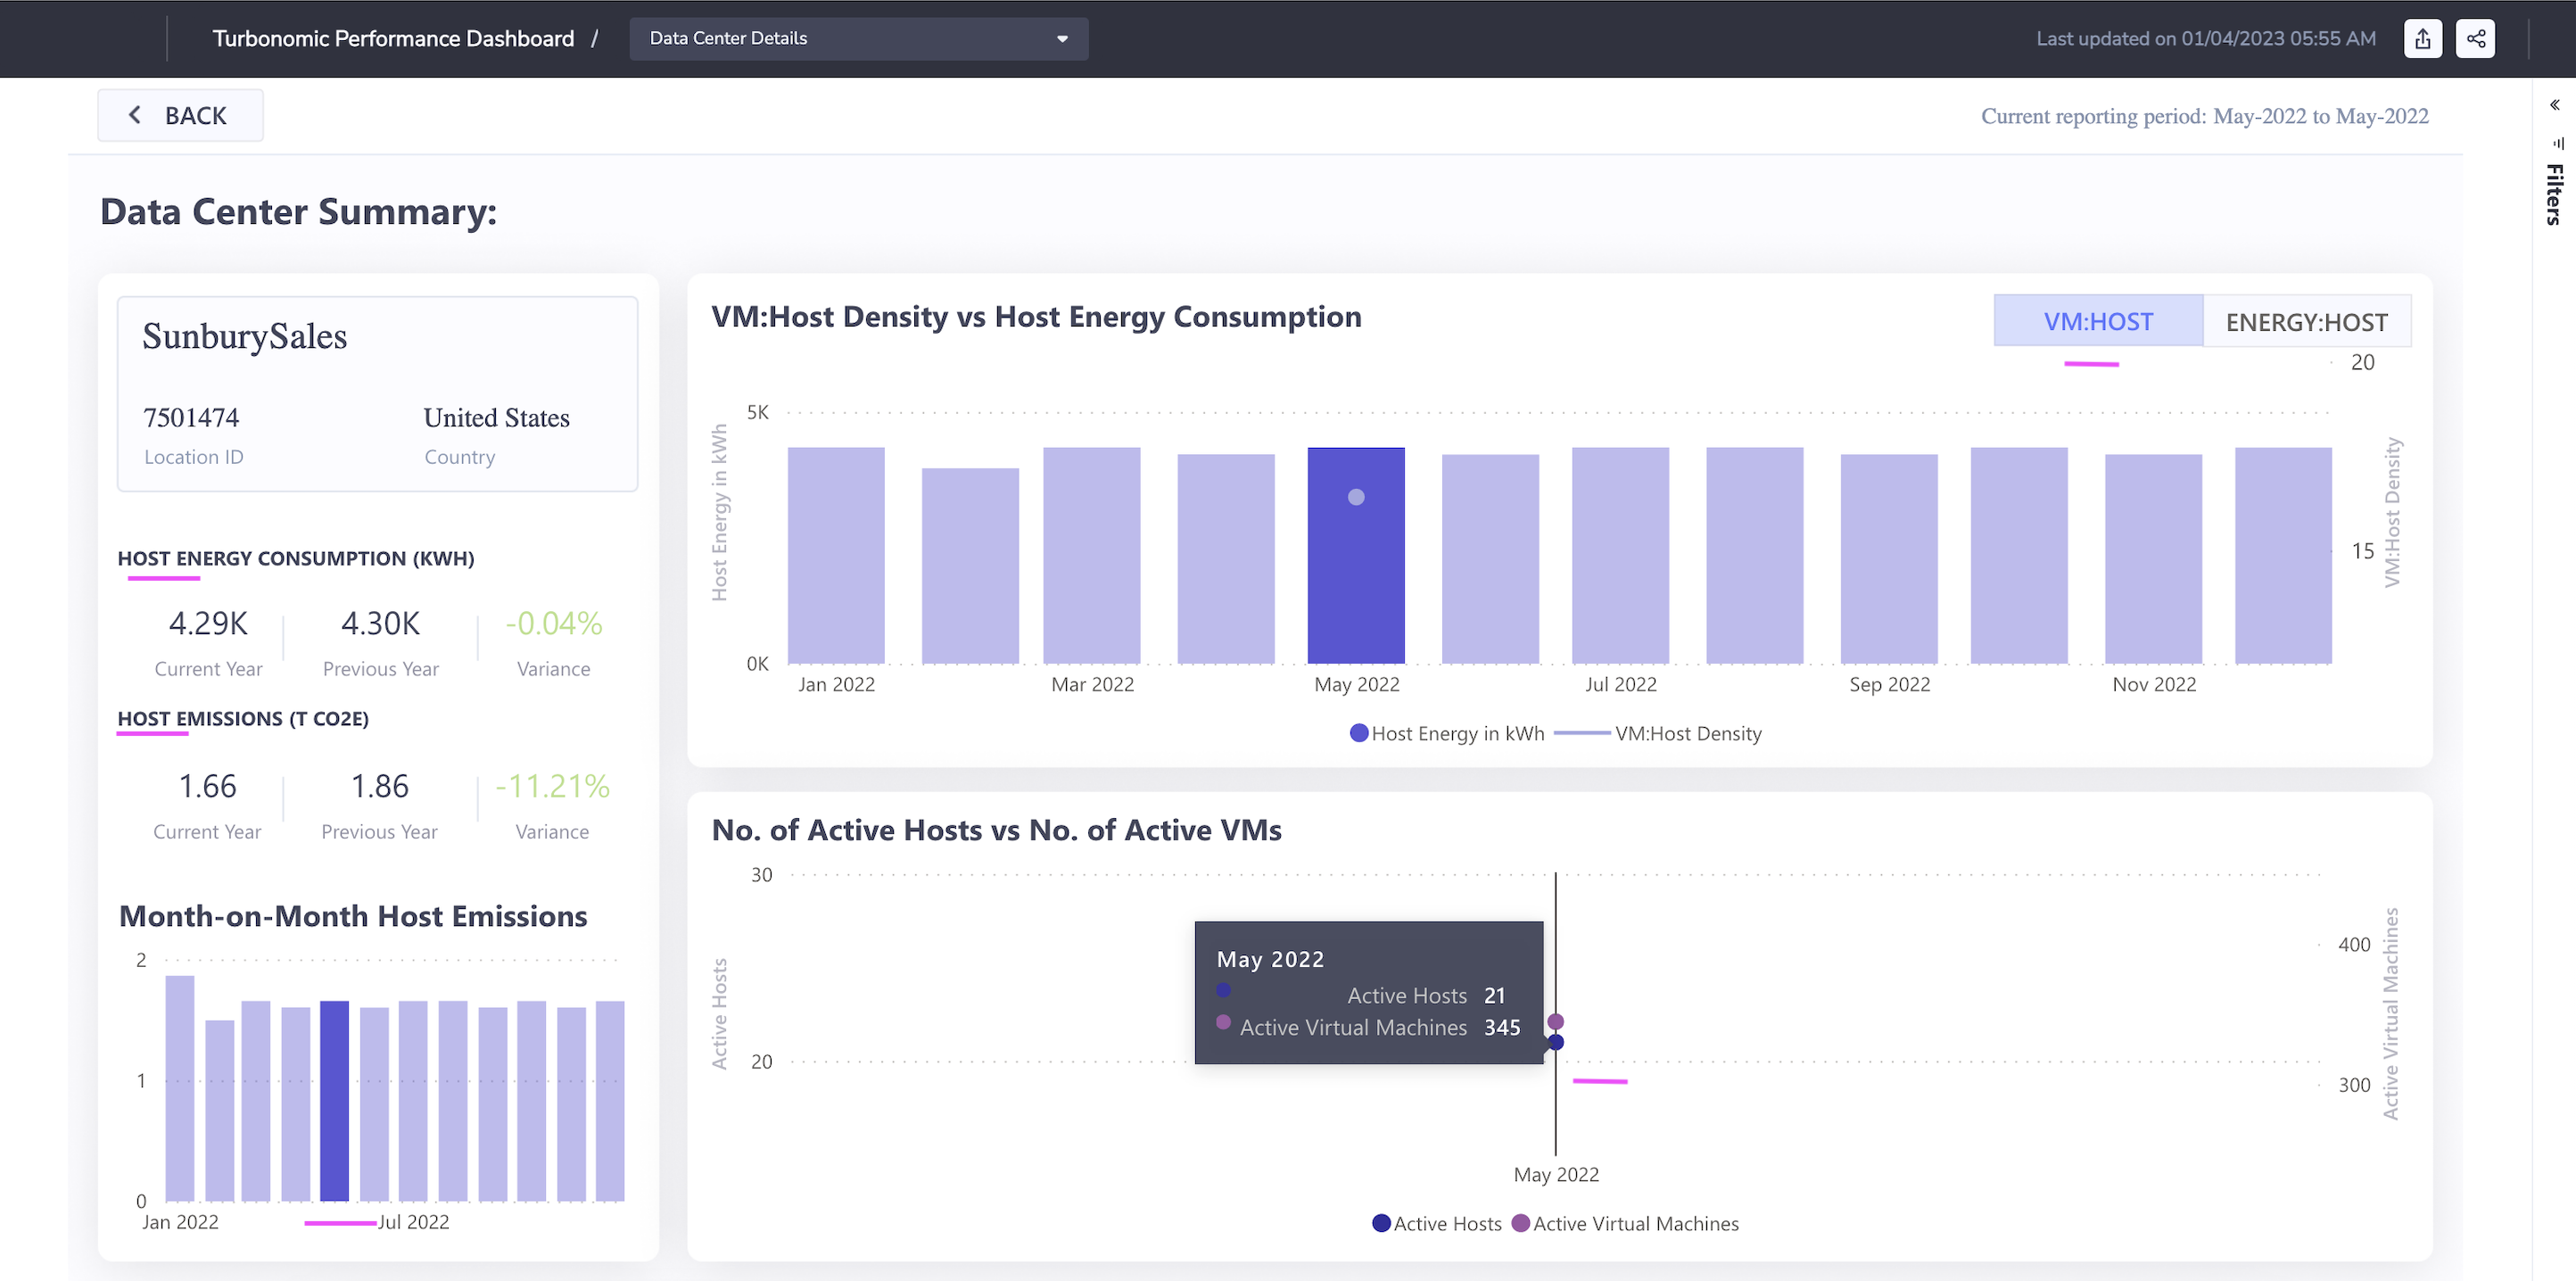 Turbonomic Performance Dashboard / Data Center Details
Last updated on 01/04/2023 05:55 AM
BACK
Current reporting period: May-2022 to May-2022
Filters
Data Center Summary:
SunburySales
7501474 United States
Location ID Country
HOST ENERGY CONSUMPTION (KWH)
4.29K 4.30K -0.04%
Current Year Previous Year Variance
HOST EMISSIONS (T CO2E)
1.66 1.86 -11.21%
Current Year Previous Year Variance
Month-on-Month Host Emissions
2
1
0
Jan 2022 Jul 2022
VM:Host Density vs Host Energy Consumption
VM:HOST ENERGY:HOST
Host Energy in kWh
5K
0K
20
15
VM:Host Density
Jan 2022 Mar 2022 May 2022 Jul 2022 Sep 2022 Nov 2022
Host Energy in kWh VM:Host Density
No. of Active Hosts vs No. of Active VMs
Active Hosts
30
20
May 2022
Active Hosts 21
Active Virtual Machines 345
400
300
Active Virtual Machines
May 2022
Active Hosts Active Virtual Machines